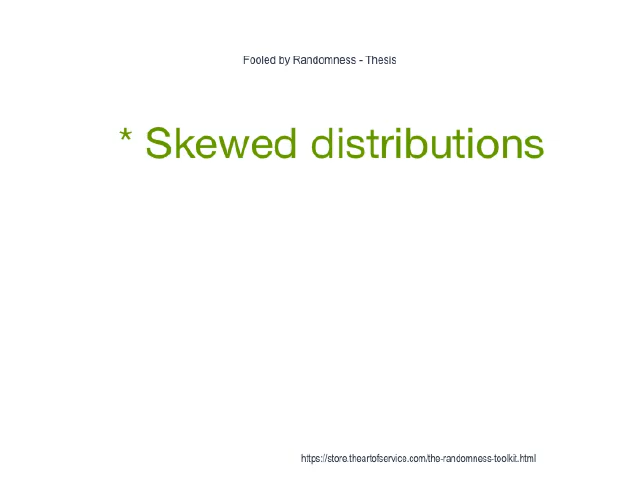 Fooled by Randomness - Thesis
* Skewed distributions
https://store.theartofservice.com/the-randomness-toolkit.html